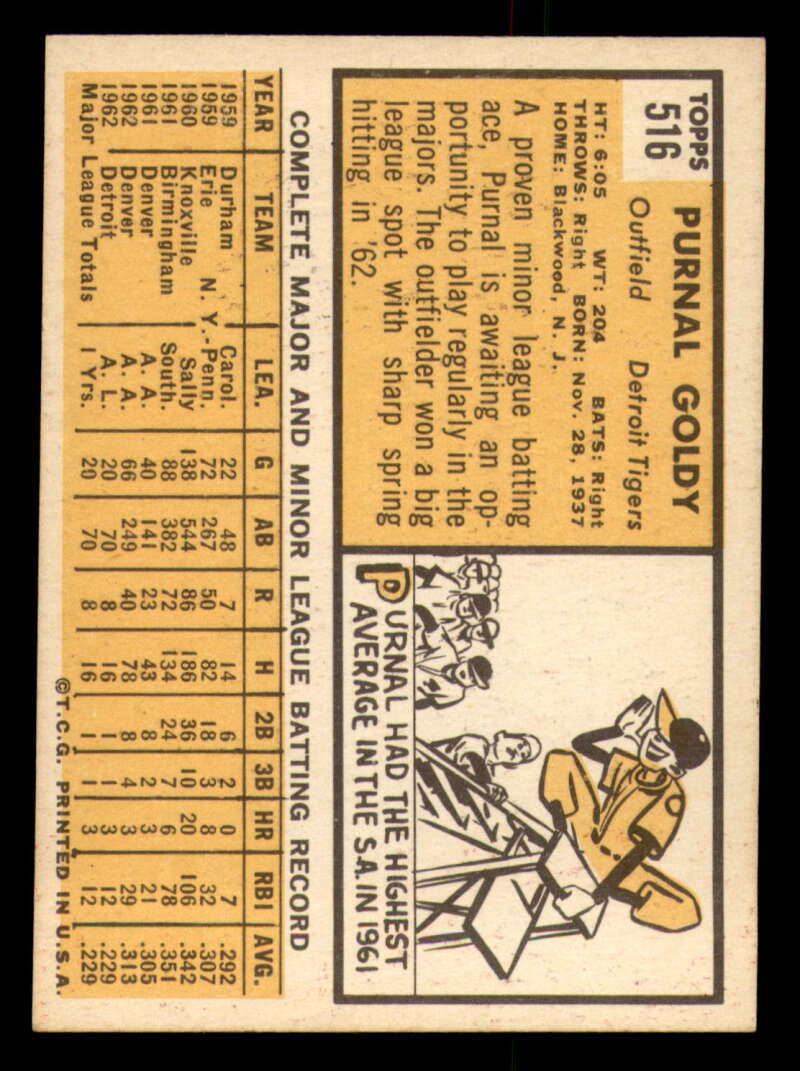 TOPPS
516
PURNAL GOLDY
Outfield Detroit Tigers
HT: 6:05 WT: 204 BATS: Right
THROWS: Right BORN: Nov. 28, 1937
HOME: Blackwood, N. J.
A proven minor league batting
ace, Purnal is awaiting an op-
portunity to play regularly in the
majors. The outfielder won a big
league spot with sharp spring
hitting in '62.
PURNAL HAD THE HIGHEST
AVERAGE IN THE S.A. IN 1961.
COMPLETE MAJOR AND MINOR LEAGUE BATTING RECORD
YEAR TEAM LEA. G AB R H 2B 3B HR RBI AVG.
1959 Durham Carol. 22 48 7 14 6 2 0 7 .292
1959 Erie N. Y.-Penn. 72 267 50 82 18 3 8 32 .307
1960 Knoxville Sally 138 544 86 186 36 10 20 106 .342
1961 Birmingham South. 88 382 72 134 24 7 6 78 .351
1961 Denver A. A. 40 141 23 43 8 2 3 21 .305
1962 Denver A. A. 66 249 40 78 8 4 3 29 .313
1962 Detroit A. L. 20 70 8 16 1 1 3 12 .229
Major League Totals 1 Yrs. 20 70 8 16 1 1 3 12 .229
©T.C.G. PRINTED IN U.S.A.